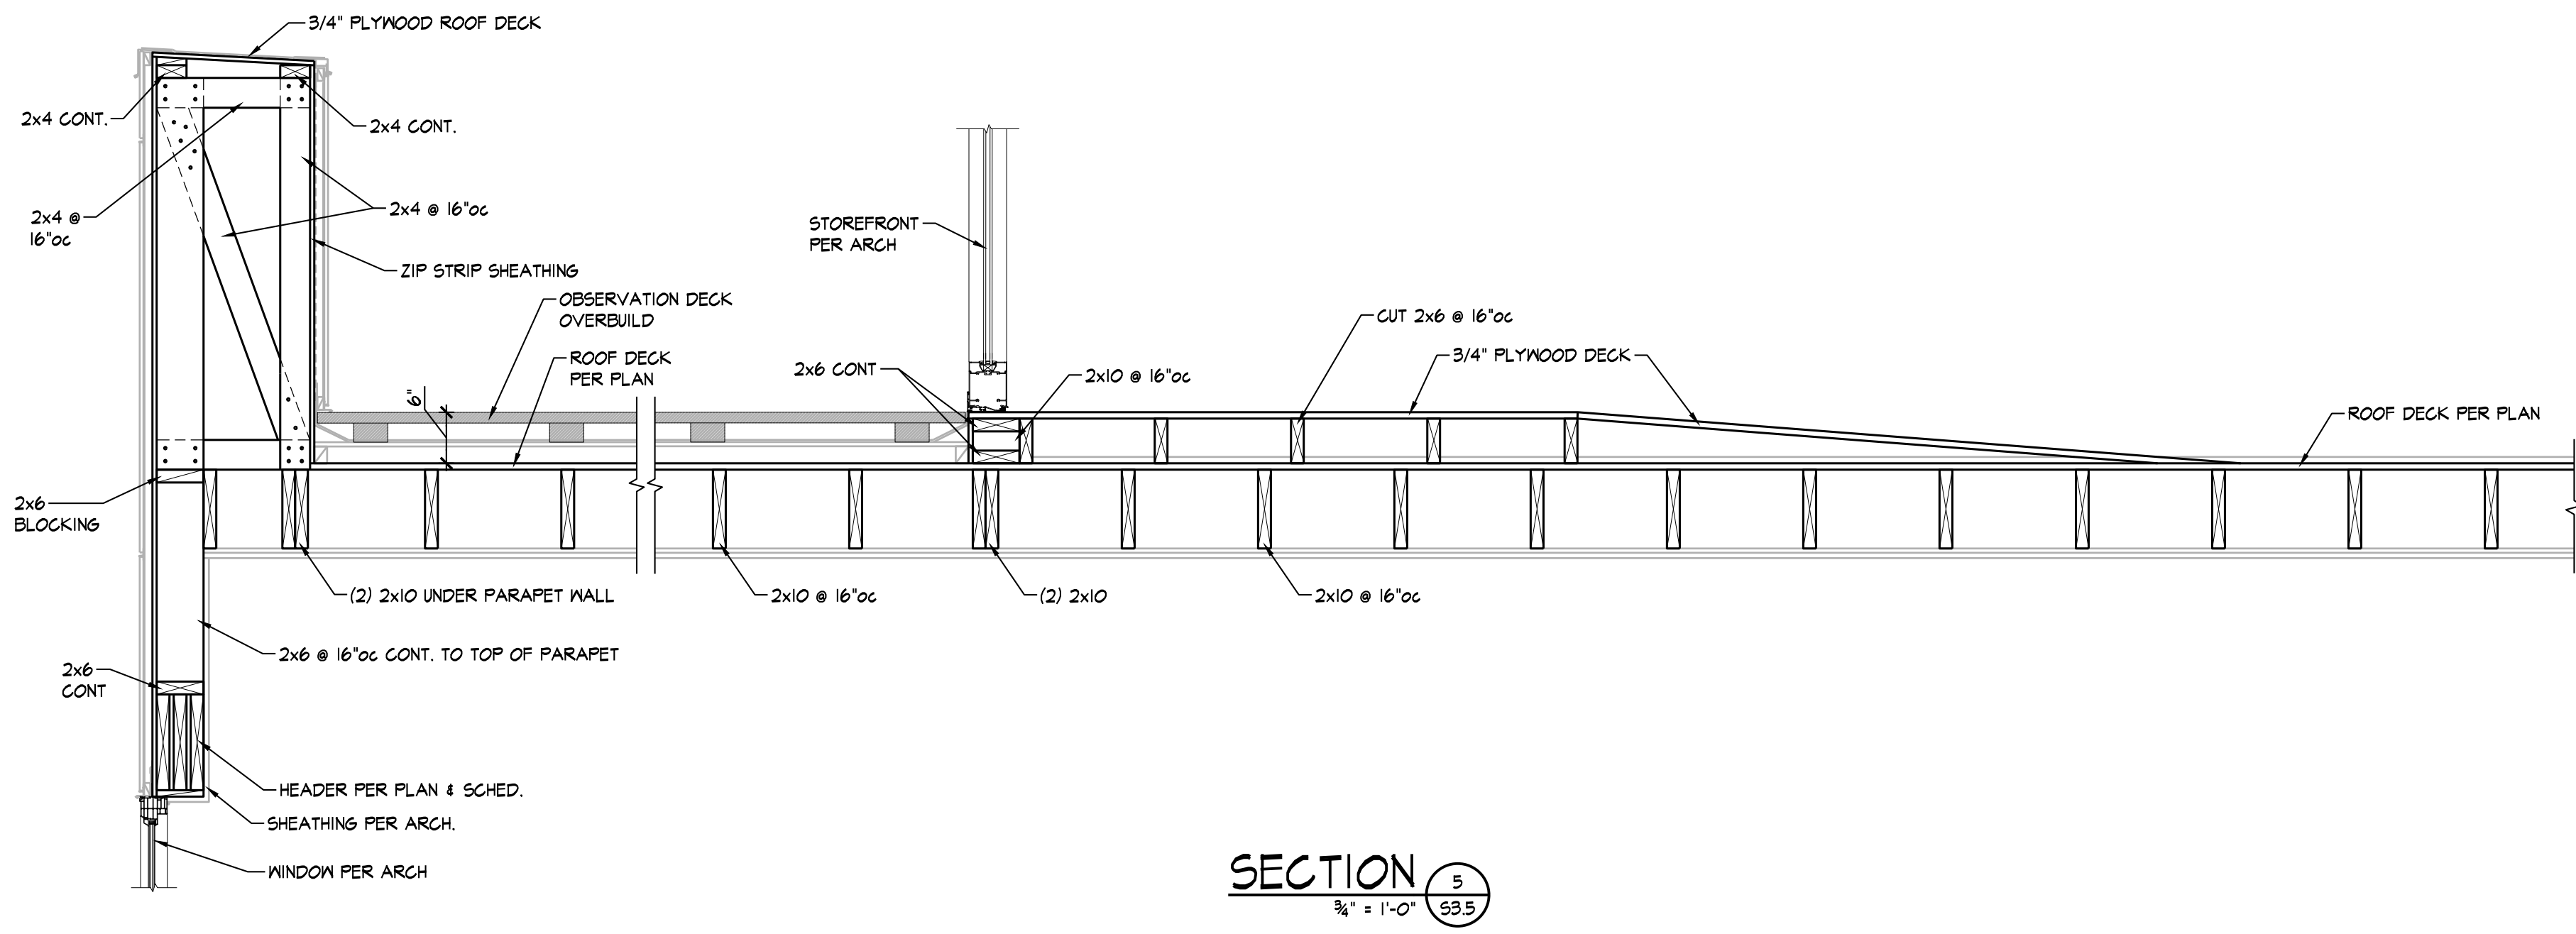 3/4" PLYWOOD ROOF DECK
2x4 CONT.
2x4 CONT.
2x4 @
16"oc
2x4 @ 16"oc
ZIP STRIP SHEATHING
STOREFRONT
PER ARCH
OBSERVATION DECK
OVERBUILD
ROOF DECK
PER PLAN
6"
2x6 CONT
2x10 @ 16"oc
CUT 2x6 @ 16"oc
3/4" PLYWOOD DECK
ROOF DECK PER PLAN
2x6
BLOCKING
(2) 2x10 UNDER PARAPET WALL
2x10 @ 16"oc
(2) 2x10
2x10 @ 16"oc
2x6 @ 16"oc CONT. TO TOP OF PARAPET
2x6
CONT
HEADER PER PLAN & SCHED.
SHEATHING PER ARCH.
WINDOW PER ARCH
SECTION
3/4" = 1'-0"
5
S3.5